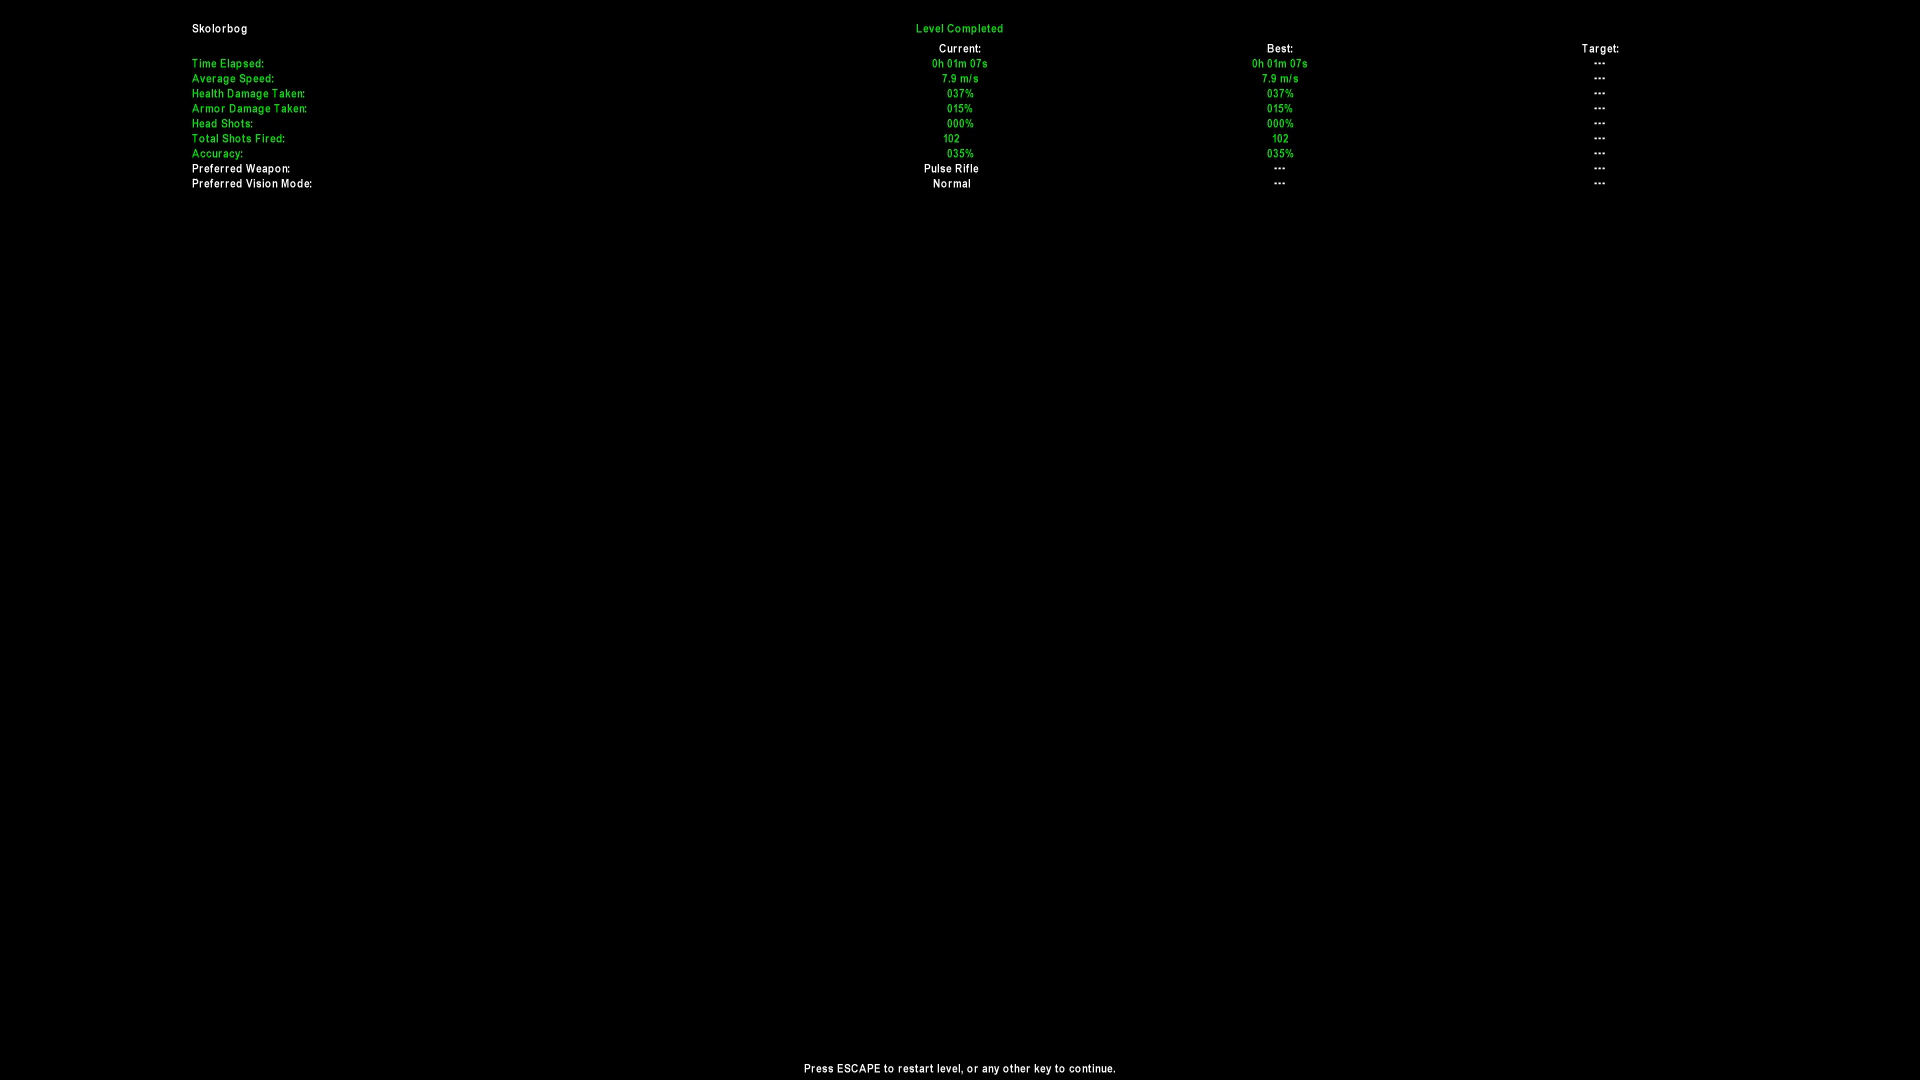 Skolorbog Level Completed
Current: Best: Target:
Time Elapsed: 0h 01m 07s 0h 01m 07s ---
Average Speed: 7.9 m/s 7.9 m/s ---
Health Damage Taken: 037% 037% ---
Armor Damage Taken: 015% 015% ---
Head Shots: 000% 000% ---
Total Shots Fired: 102 102 ---
Accuracy: 035% 035% ---
Preferred Weapon: Pulse Rifle --- ---
Preferred Vision Mode: Normal --- ---
Press ESCAPE to restart level, or any other key to continue.